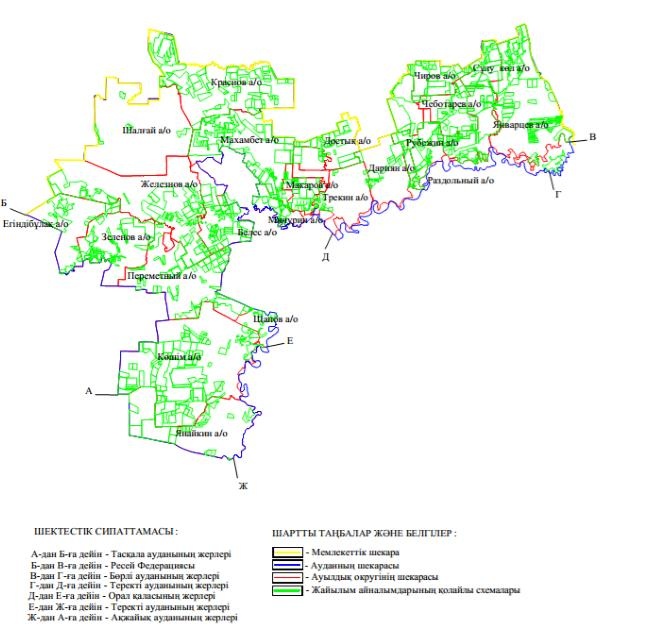 Краснов а/о
Чиров а/о
Сұлу көл а/о
Чеботарев а/о
Шалғай а/о
Январцев а/о
В
Махамбет а/о
Достық а/о
Рубежин а/о
Дариян а/о
Раздольный а/о
Железнов а/о
Макаров а/о
Г
Б
Трекин а/о
Егіндібұлақ а/о
Мичурин а/о
Зеленов а/о
Белес а/о
Д
Переметный а/о
Щапов а/о
Е
Көшім а/о
А
Янайкин а/о
Ж
ШЕКТЕСТІК СИПАТТАМАСЫ :
А-дан Б-ға дейін - Тасқала ауданының жерлері
Б-дан В-ға дейін - Ресей Федерациясы
В-дан Г-ға дейін - Бөрлі ауданының жерлері
Г-дан Д-ға дейін - Теректі ауданының жерлері
Д-дан Е-ға дейін - Орал қаласының жерлері
Е-дан Ж-ға дейін - Теректі ауданының жерлері
Ж-дан А-ға дейін - Ақжайық ауданының жерлері
ШАРТТЫ ТАҢБАЛАР ЖӘНЕ БЕЛГІЛЕР :
- Мемлекеттік шекара
- Ауданның шекарасы
- Ауылдық округінің шекарасы
- Жайылым айналымдарының қолайлы схемалары